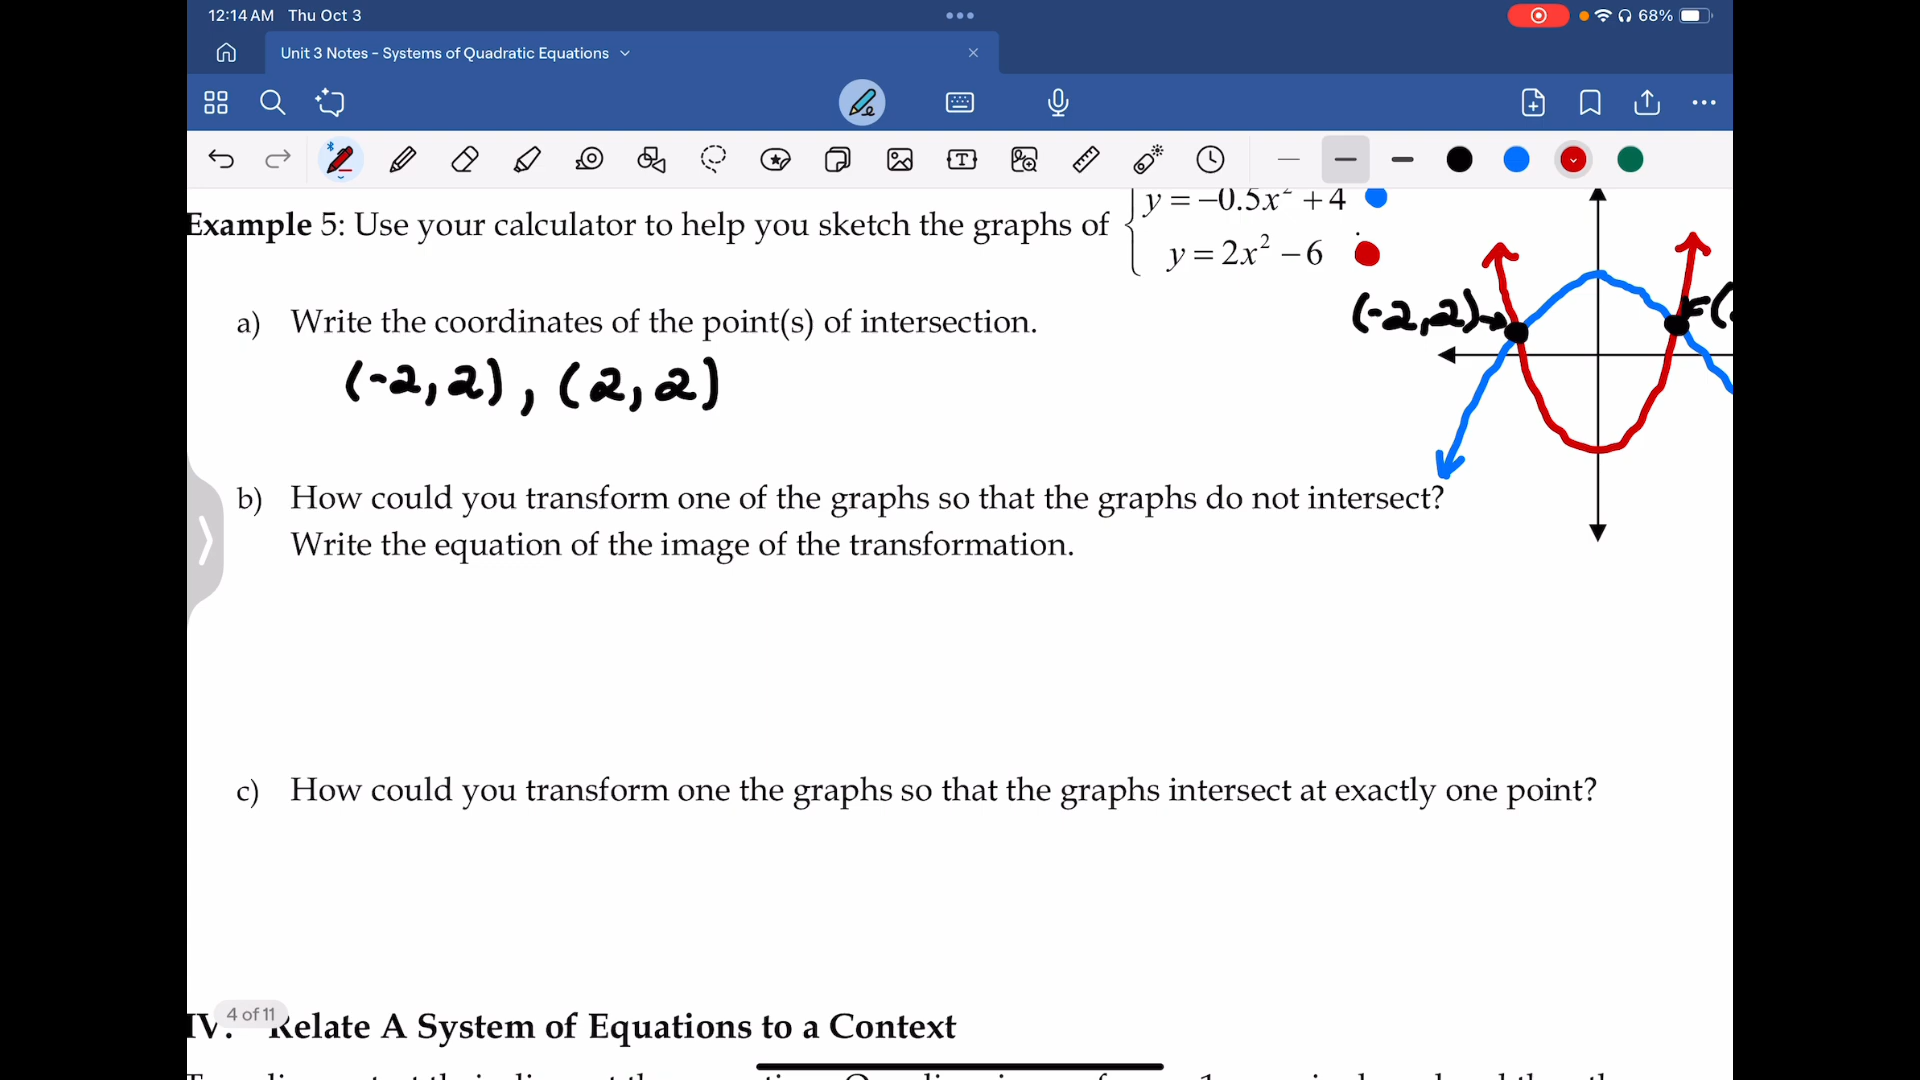 12:14 AM Thu Oct 3
68%
Unit 3 Notes - Systems of Quadratic Equations
y = −0.5x² + 4
Example 5: Use your calculator to help you sketch the graphs of
y = 2x² − 6
(-2,2)
a) Write the coordinates of the point(s) of intersection.
(-2,2), (2,2)
b) How could you transform one of the graphs so that the graphs do not intersect?
Write the equation of the image of the transformation.
c) How could you transform one the graphs so that the graphs intersect at exactly one point?
4 of 11
IV. Relate A System of Equations to a Context